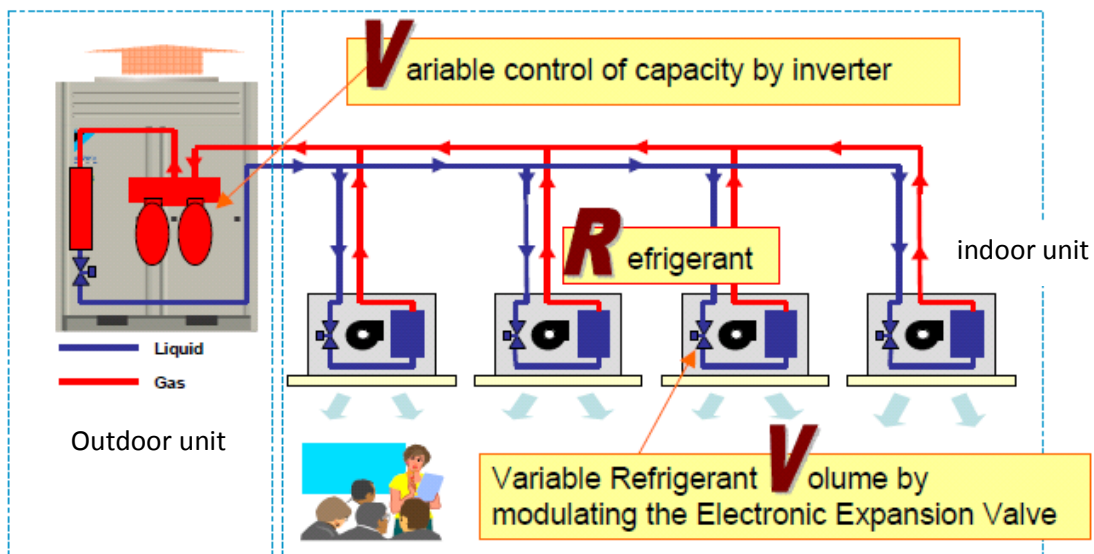 Variable control of capacity by inverter
Refrigerant
indoor unit
Liquid
Gas
Outdoor unit
Variable Refrigerant Volume by
modulating the Electronic Expansion Valve